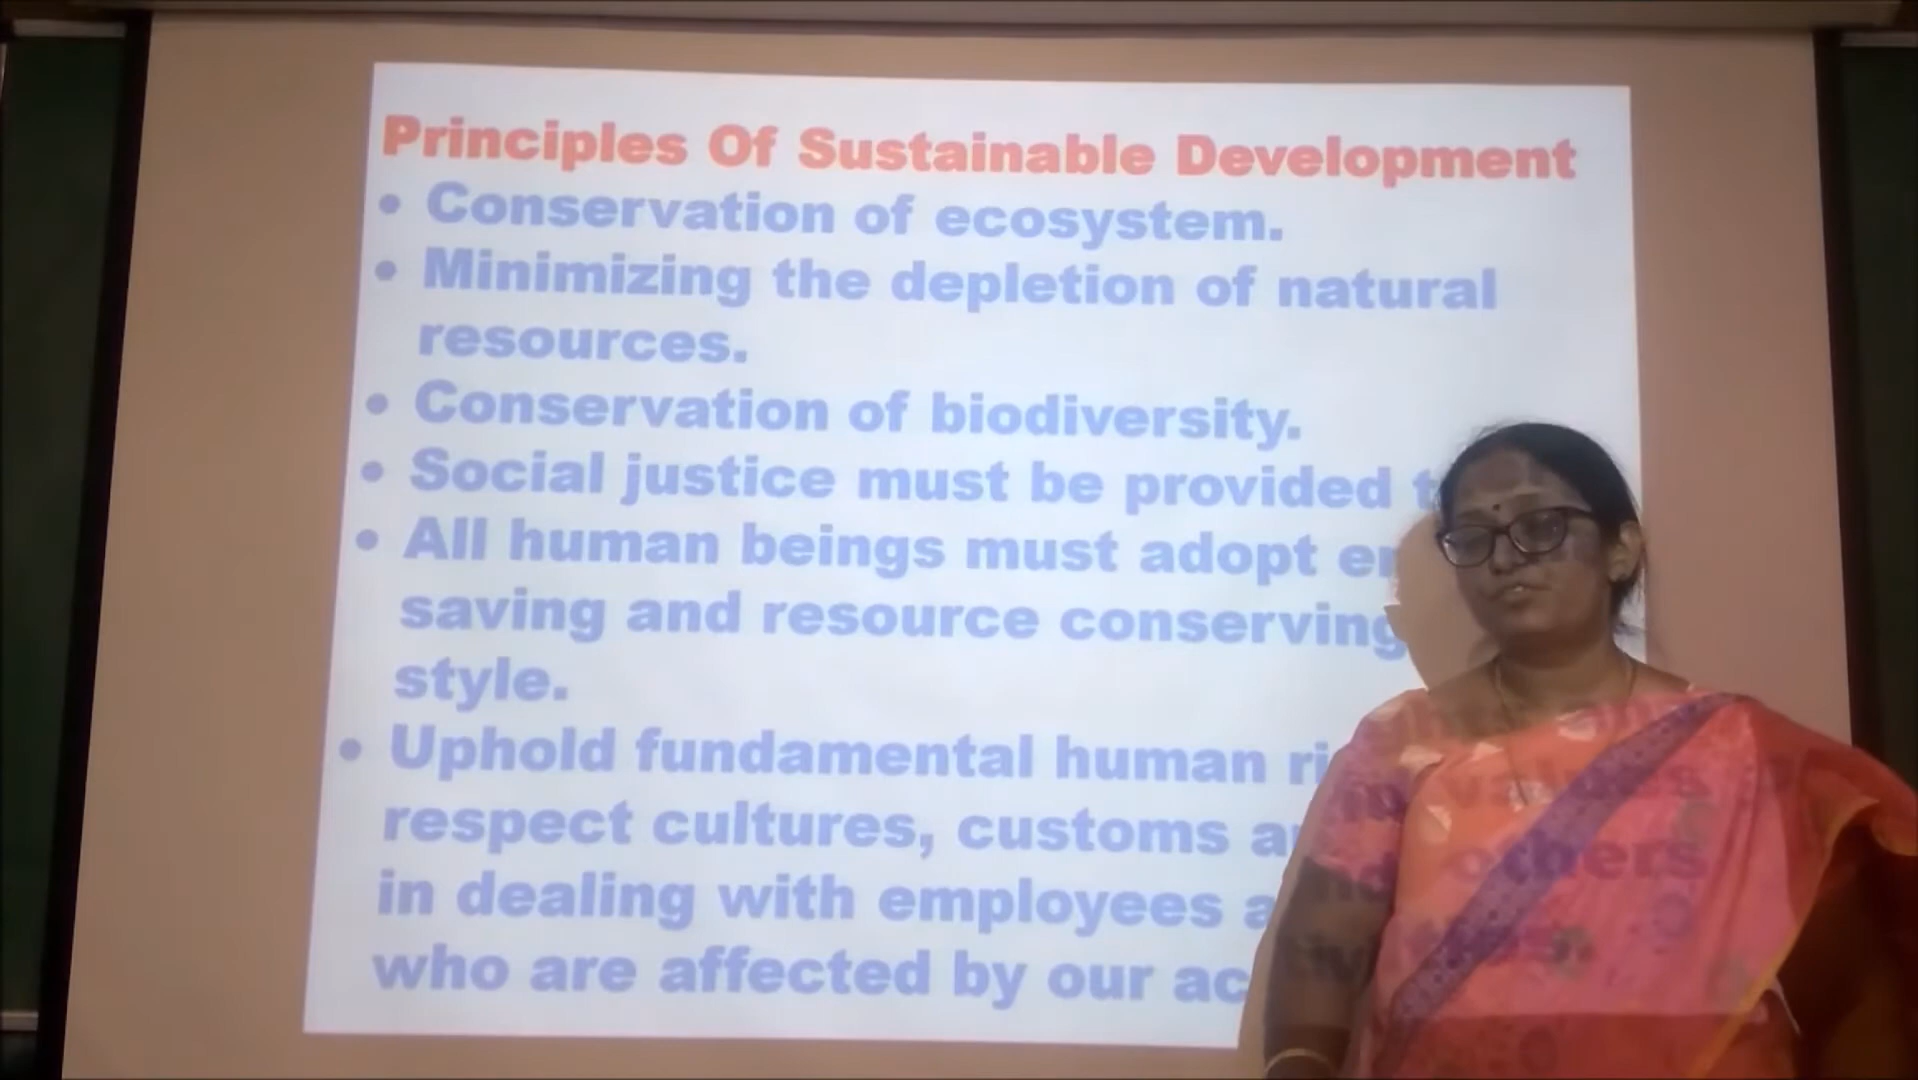 Principles Of Sustainable Development
• Conservation of ecosystem.
• Minimizing the depletion of natural
resources.
• Conservation of biodiversity.
• Social justice must be provided
• All human beings must adopt
saving and resource conserving
style.
• Uphold fundamental human
respect cultures, customs
in dealing with employees
others
who are affected by our